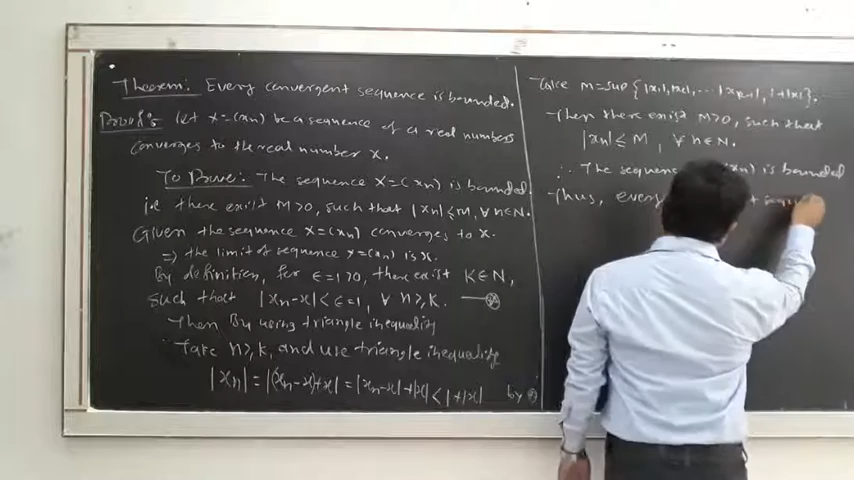 Theorem: Every convergent sequence is bounded.
Proof: Let X=(xn) be a sequence of a real numbers
converges to the real number x.
To Prove: The sequence X=(xn) is bounded
i.e there exist M>0, such that |xn|≤M, ∀ n∈N.
Given the sequence X=(xn) converges to x.
⇒ the limit of sequence X=(xn) is x.
By definition, for ϵ=1>0, there exist K∈N,
such that |xn-x|<ϵ=1, ∀ n≥K. —⊛
Then By using triangle inequality
Take n≥K, and use triangle inequality
|xn|=|(xn-x)+x|=|xn-x|+|x|<1+|x| by ⊛
Take M=sup{|x1|,|x2|,...|xK-1|,1+|x|}.
Then there exist M>0, such that
|xn|≤M, ∀ n∈N.
∴ The sequence (xn) is bounded
Thus, every